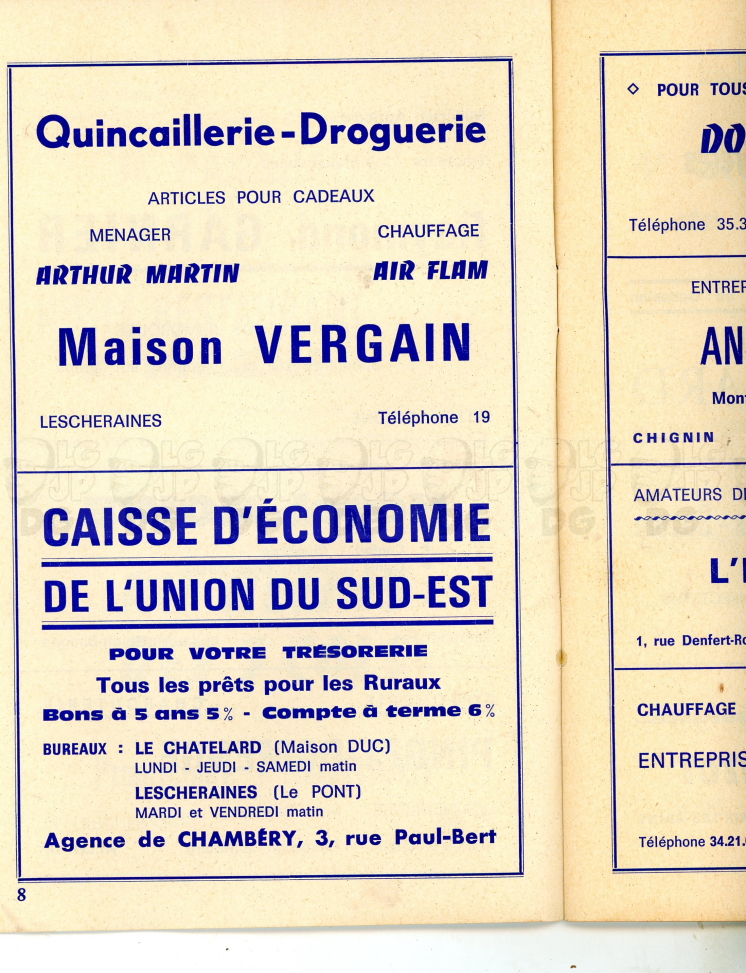 Quincaillerie-Droguerie
ARTICLES POUR CADEAUX
MENAGER CHAUFFAGE
ARTHUR MARTIN AIR FLAM
Maison VERGAIN
LESCHERAINES Téléphone 19
CAISSE D'ÉCONOMIE
DE L'UNION DU SUD-EST
POUR VOTRE TRÉSORERIE
Tous les prêts pour les Ruraux
Bons à 5 ans 5% - Compte à terme 6%
BUREAUX : LE CHATELARD (Maison DUC)
LUNDI - JEUDI - SAMEDI matin
LESCHERAINES (Le PONT)
MARDI et VENDREDI matin
Agence de CHAMBÉRY, 3, rue Paul-Bert
8
◇ POUR TOUS
DO
Téléphone 35.3
ENTREP
AN
Mont
CHIGNIN
AMATEURS DE
L'
1, rue Denfert-Ro
CHAUFFAGE
ENTREPRIS
Téléphone 34.21.